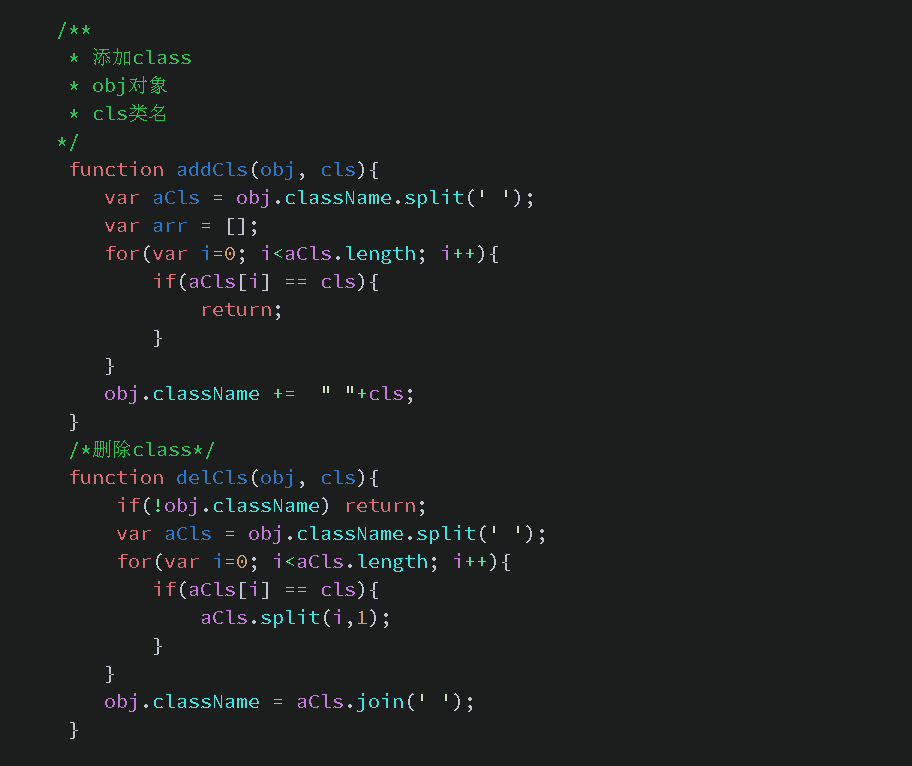 /**
 * 添加class
 * obj对象
 * cls类名
*/
 function addCls(obj, cls){
    var aCls = obj.className.split(' ');
    var arr = [];
    for(var i=0; i<aCls.length; i++){
        if(aCls[i] == cls){
            return;
        }
    }
    obj.className +=  " "+cls;
 }
 /*删除class*/
 function delCls(obj, cls){
     if(!obj.className) return;
     var aCls = obj.className.split(' ');
     for(var i=0; i<aCls.length; i++){
        if(aCls[i] == cls){
            aCls.split(i,1);
        }
    }
    obj.className = aCls.join(' ');
 }